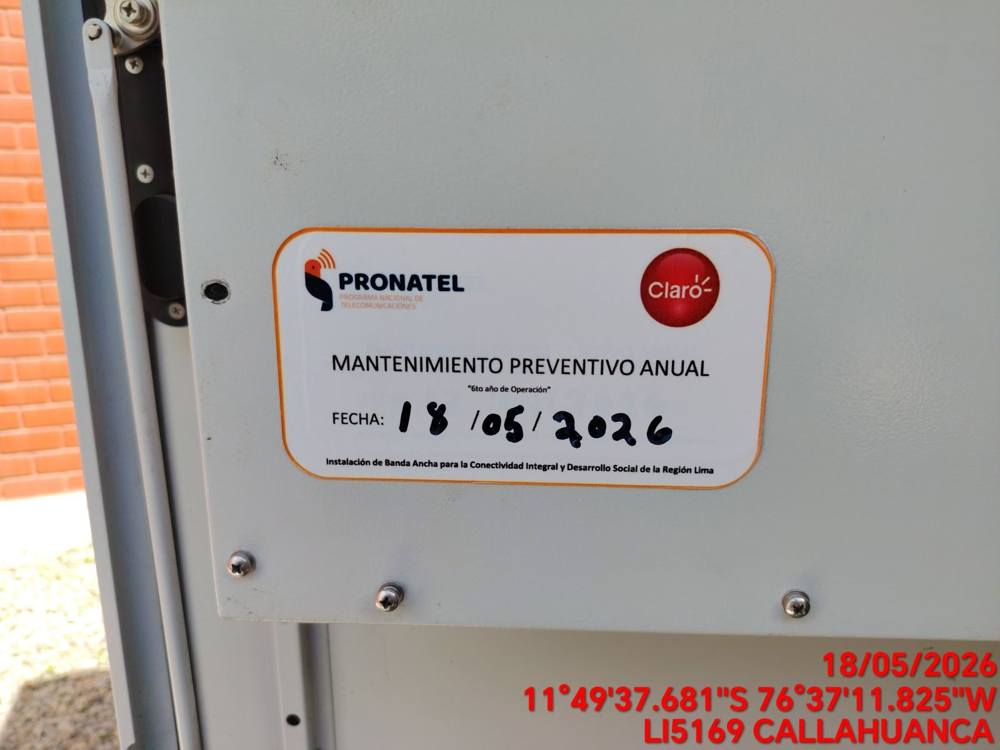 PRONATEL
PROGRAMA NACIONAL DE
TELECOMUNICACIONES
Claro
MANTENIMIENTO PREVENTIVO ANUAL
"6to año de Operación"
FECHA: 18 /05/ 2026
Instalación de Banda Ancha para la Conectividad Integral y Desarrollo Social de la Región Lima
18/05/2026
11°49'37.681"S 76°37'11.825"W
LI5169 CALLAHUANCA